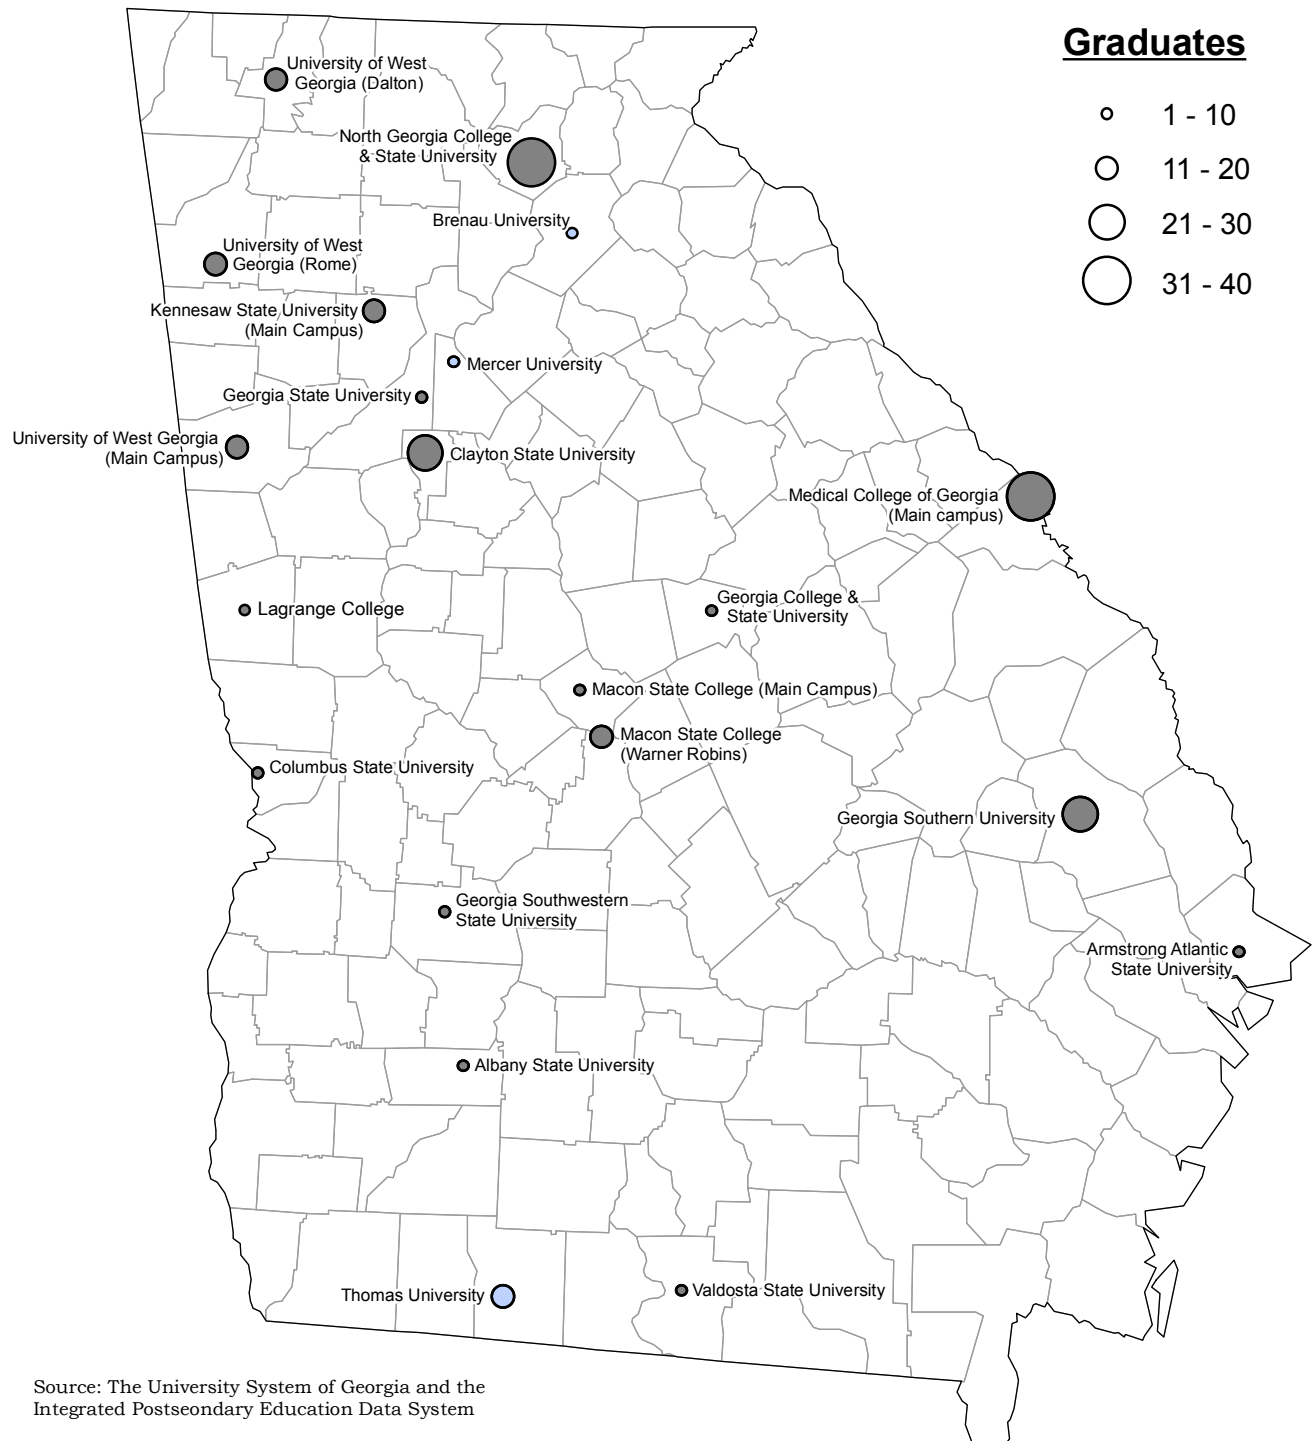 Graduates
1 - 10
11 - 20
21 - 30
31 - 40
University of West
Georgia (Dalton)
North Georgia College
& State University
Brenau University
University of West
Georgia (Rome)
Kennesaw State University
(Main Campus)
Mercer University
Georgia State University
University of West Georgia
(Main Campus)
Clayton State University
Medical College of Georgia
(Main campus)
Lagrange College
Georgia College &
State University
Macon State College (Main Campus)
Macon State College
(Warner Robins)
Columbus State University
Georgia Southern University
Georgia Southwestern
State University
Armstrong Atlantic
State University
Albany State University
Thomas University
Valdosta State University
Source: The University System of Georgia and the
Integrated Postseondary Education Data System